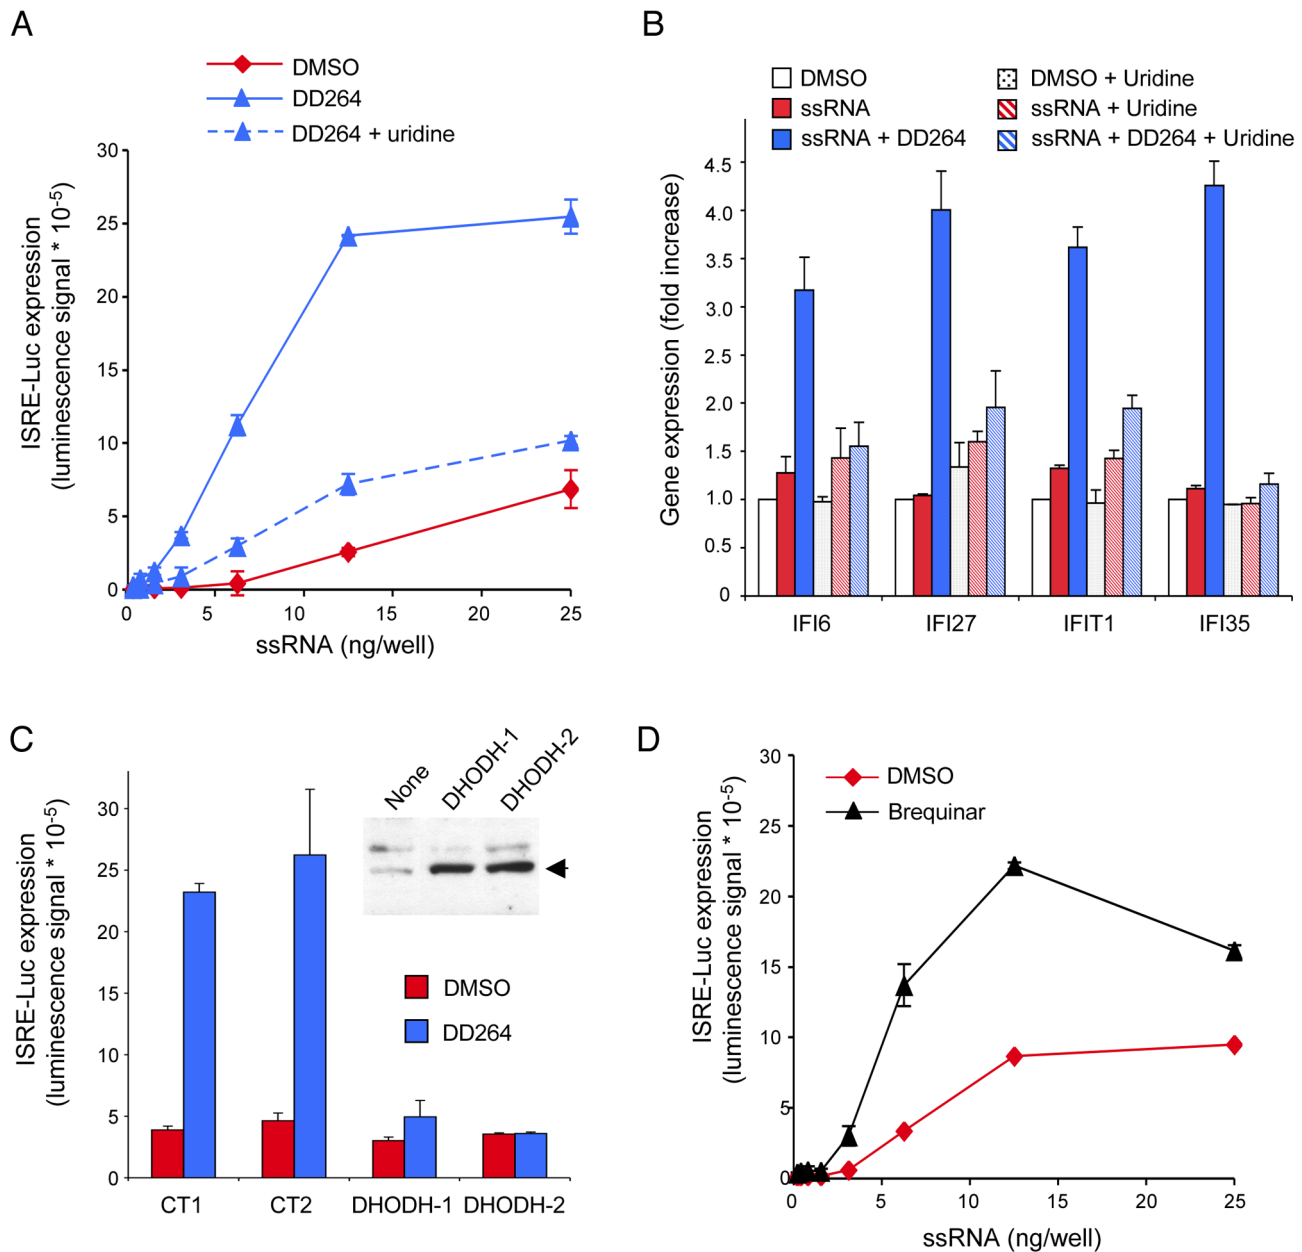 A
DMSO
DD264
DD264 + uridine
ISRE-Luc expression
(luminescence signal * 10-5)
30
25
20
15
10
5
0
0 5 10 15 20 25
ssRNA (ng/well)
B
DMSO
ssRNA
ssRNA + DD264
DMSO + Uridine
ssRNA + Uridine
ssRNA + DD264 + Uridine
Gene expression (fold increase)
4.5
4.0
3.5
3.0
2.5
2.0
1.5
1.0
0.5
0
IFI6 IFI27 IFIT1 IFI35
C
None DHODH-1 DHODH-2
DMSO
DD264
ISRE-Luc expression
(luminescence signal * 10-5)
30
25
20
15
10
5
0
CT1 CT2 DHODH-1 DHODH-2
D
DMSO
Brequinar
ISRE-Luc expression
(luminescence signal * 10-5)
30
25
20
15
10
5
0
0 5 10 15 20 25
ssRNA (ng/well)